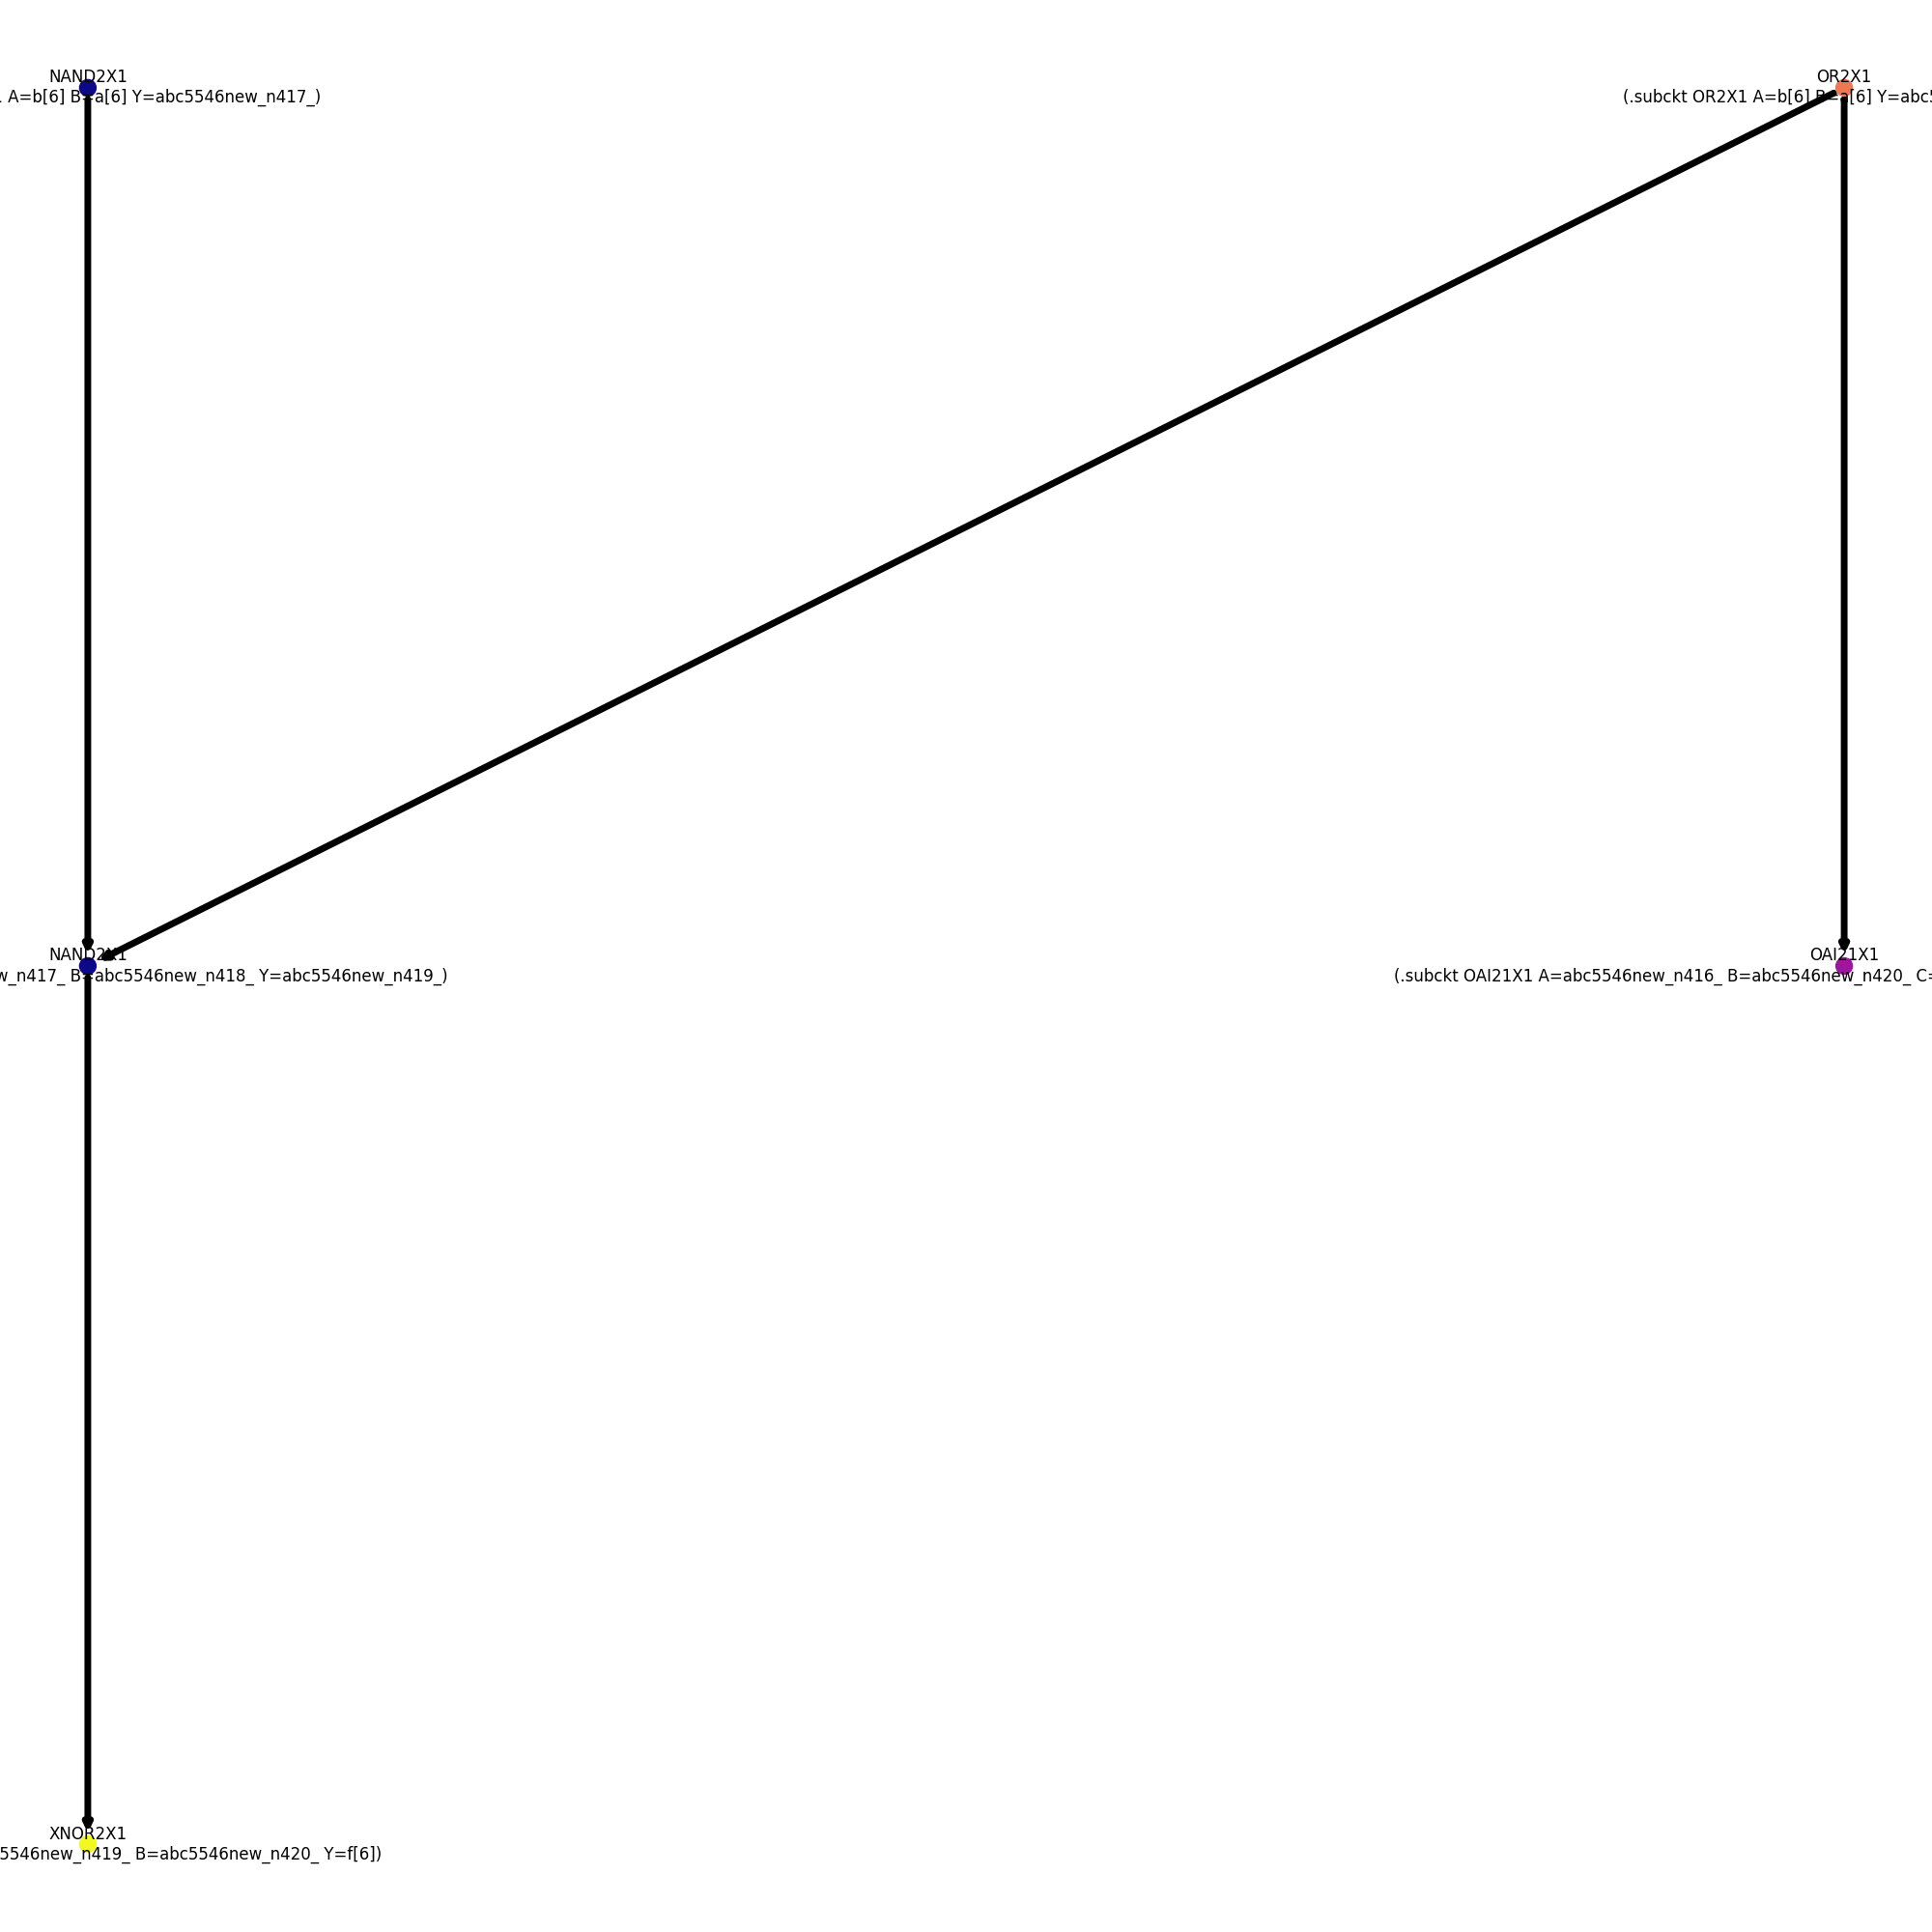 NAND2X1
A=b[6] B=a[6] Y=abc5546new_n417_)
OR2X1
(.subckt OR2X1 A=b[6] B=a[6] Y=abc5
NAND2X1
w_n417_ B=abc5546new_n418_ Y=abc5546new_n419_)
OAI21X1
(.subckt OAI21X1 A=abc5546new_n416_ B=abc5546new_n420_ C=
XNOR2X1
5546new_n419_ B=abc5546new_n420_ Y=f[6])